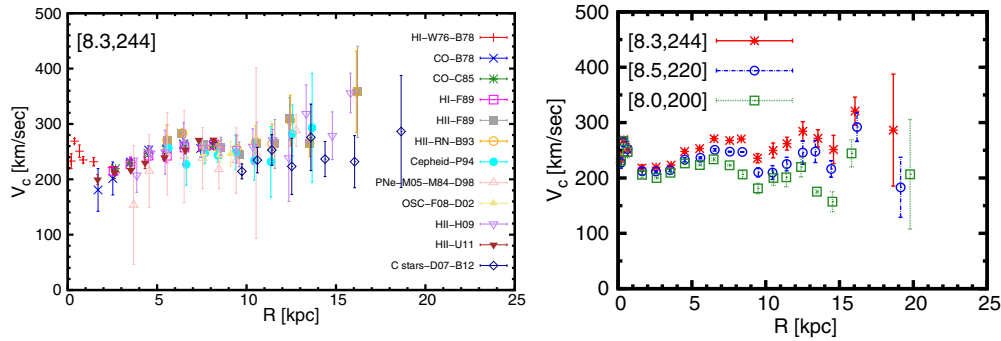 [8.3,244]
HI-W76-B78
CO-B78
CO-C85
HI-F89
HII-F89
HII-RN-B93
Cepheid-P94
PNe_M05-M84-D98
OSC-F08-D02
HII-H09
HII-U11
C stars-D07-B12
500
400
300
200
100
0
0 5 10 15 20 25
V_c [km/sec]
R [kpc]
[8.3,244]
[8.5,220]
[8.0,200]
500
400
300
200
100
0
0 5 10 15 20 25
V_c [km/sec]
R [kpc]